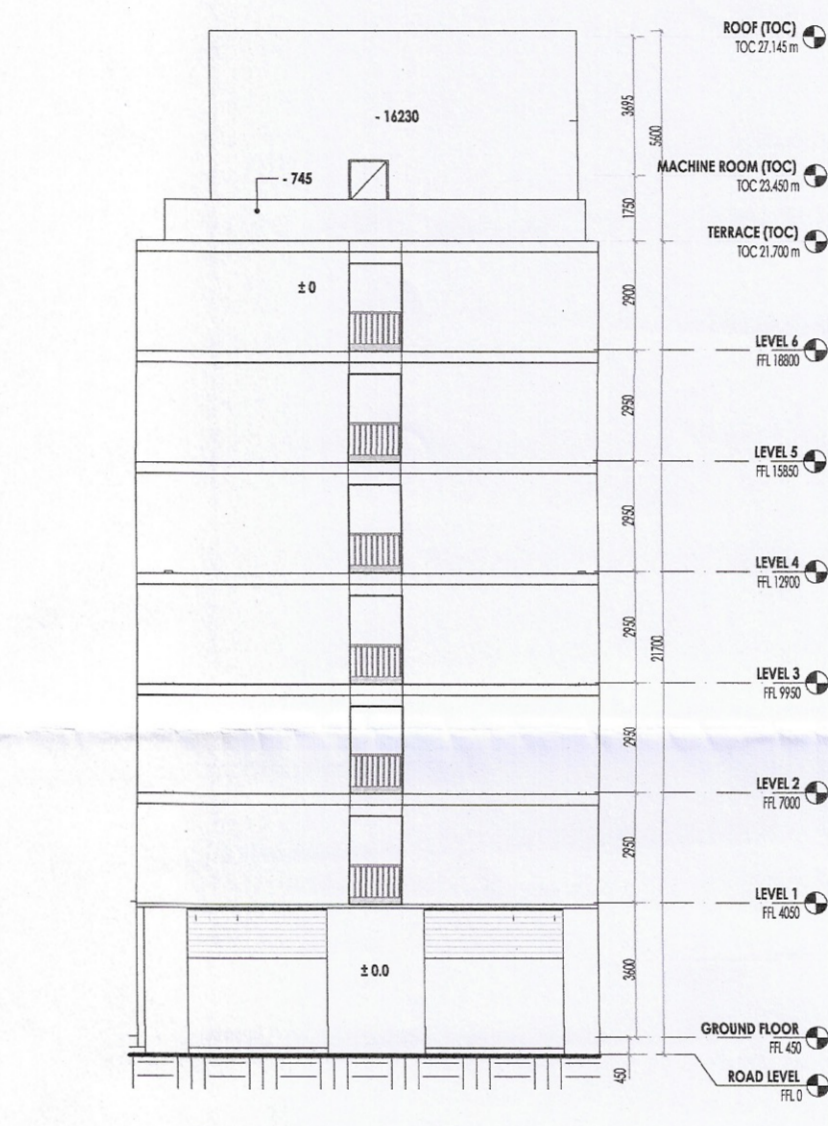 ROOF (TOC)
TOC 27.145 m
3695
- 16230
5600
MACHINE ROOM (TOC)
TOC 23.450 m
- 745
1750
TERRACE (TOC)
TOC 21.700 m
± 0
2900
LEVEL 6
FFL 18800
2950
LEVEL 5
FFL 15850
2950
LEVEL 4
FFL 12900
2950
21700
LEVEL 3
FFL 9950
2950
LEVEL 2
FFL 7000
2950
LEVEL 1
FFL 4050
± 0.0
3600
GROUND FLOOR
FFL 450
450
ROAD LEVEL
FFL 0